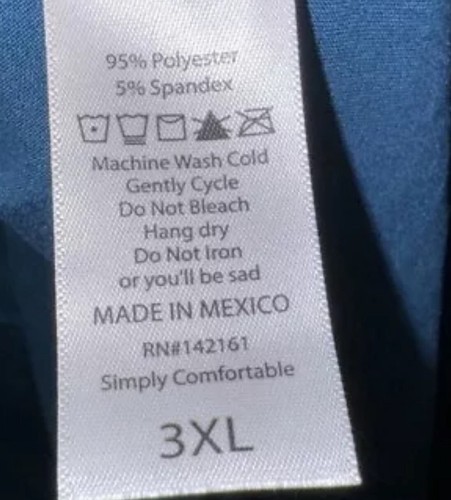 95% Polyester
5% Spandex
Machine Wash Cold
Gently Cycle
Do Not Bleach
Hang dry
Do Not Iron
or you'll be sad
MADE IN MEXICO
RN#142161
Simply Comfortable
3XL